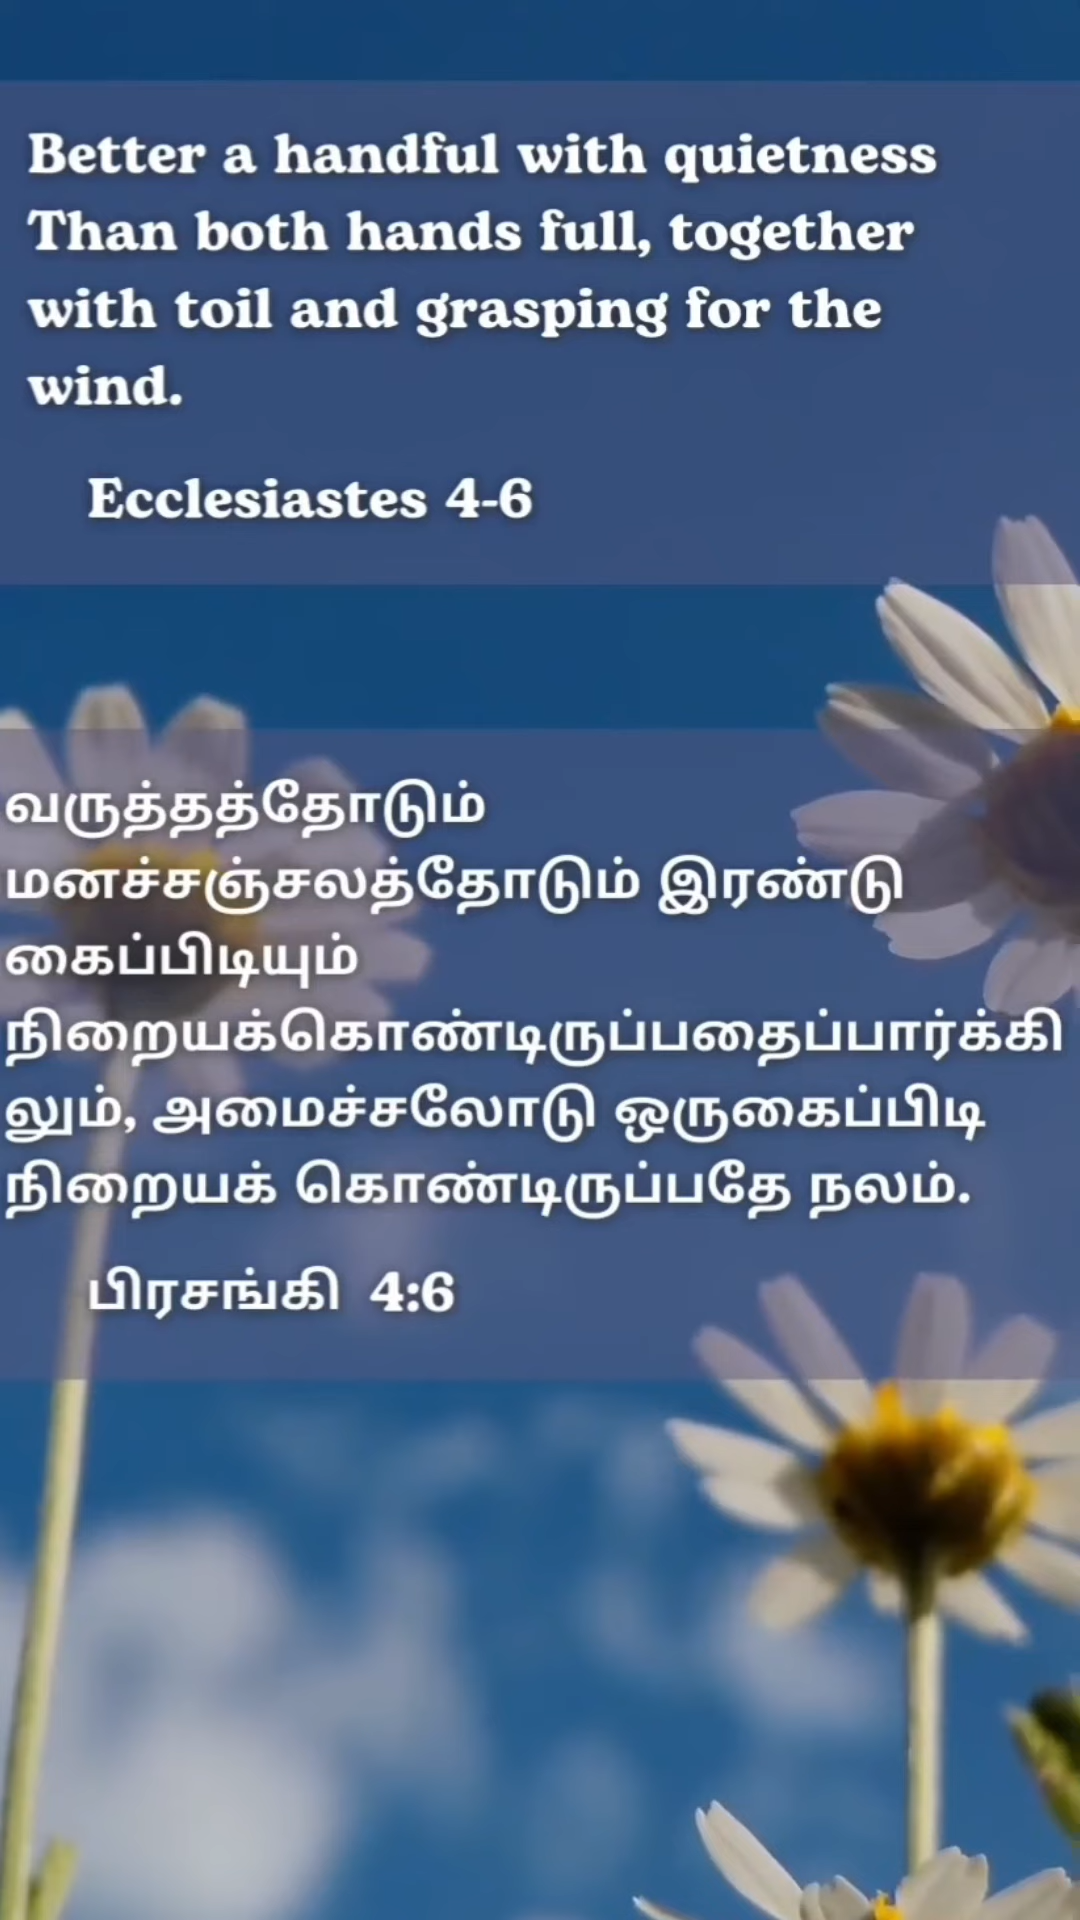 Better a handful with quietness
Than both hands full, together
with toil and grasping for the
wind.
Ecclesiastes 4-6
வருத்தத்தோடும்
மனச்சஞ்சலத்தோடும் இரண்டு
கைப்பிடியும்
நிறையக்கொண்டிருப்பதைப்பார்க்கி
லும், அமைச்சலோடு ஒருகைப்பிடி
நிறையக் கொண்டிருப்பதே நலம்.
பிரசங்கி 4:6